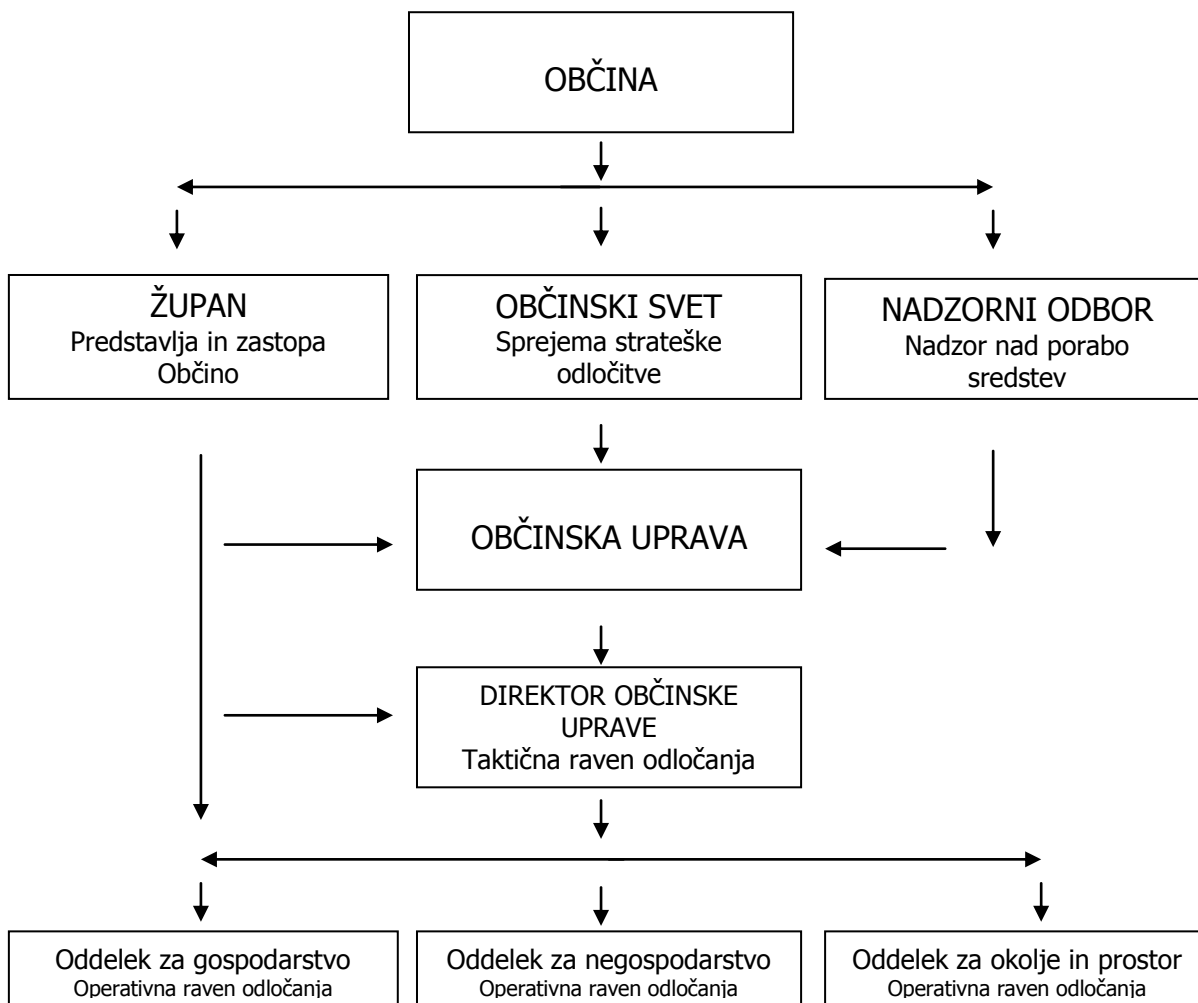 OBČINA
ŽUPAN
Predstavlja in zastopa
Občino
OBČINSKI SVET
Sprejema strateške
odločitve
NADZORNI ODBOR
Nadzor nad porabo
sredstev
OBČINSKA UPRAVA
DIREKTOR OBČINSKE
UPRAVE
Taktična raven odločanja
Oddelek za gospodarstvo
Operativna raven odločanja
Oddelek za negospodarstvo
Operativna raven odločanja
Oddelek za okolje in prostor
Operativna raven odločanja